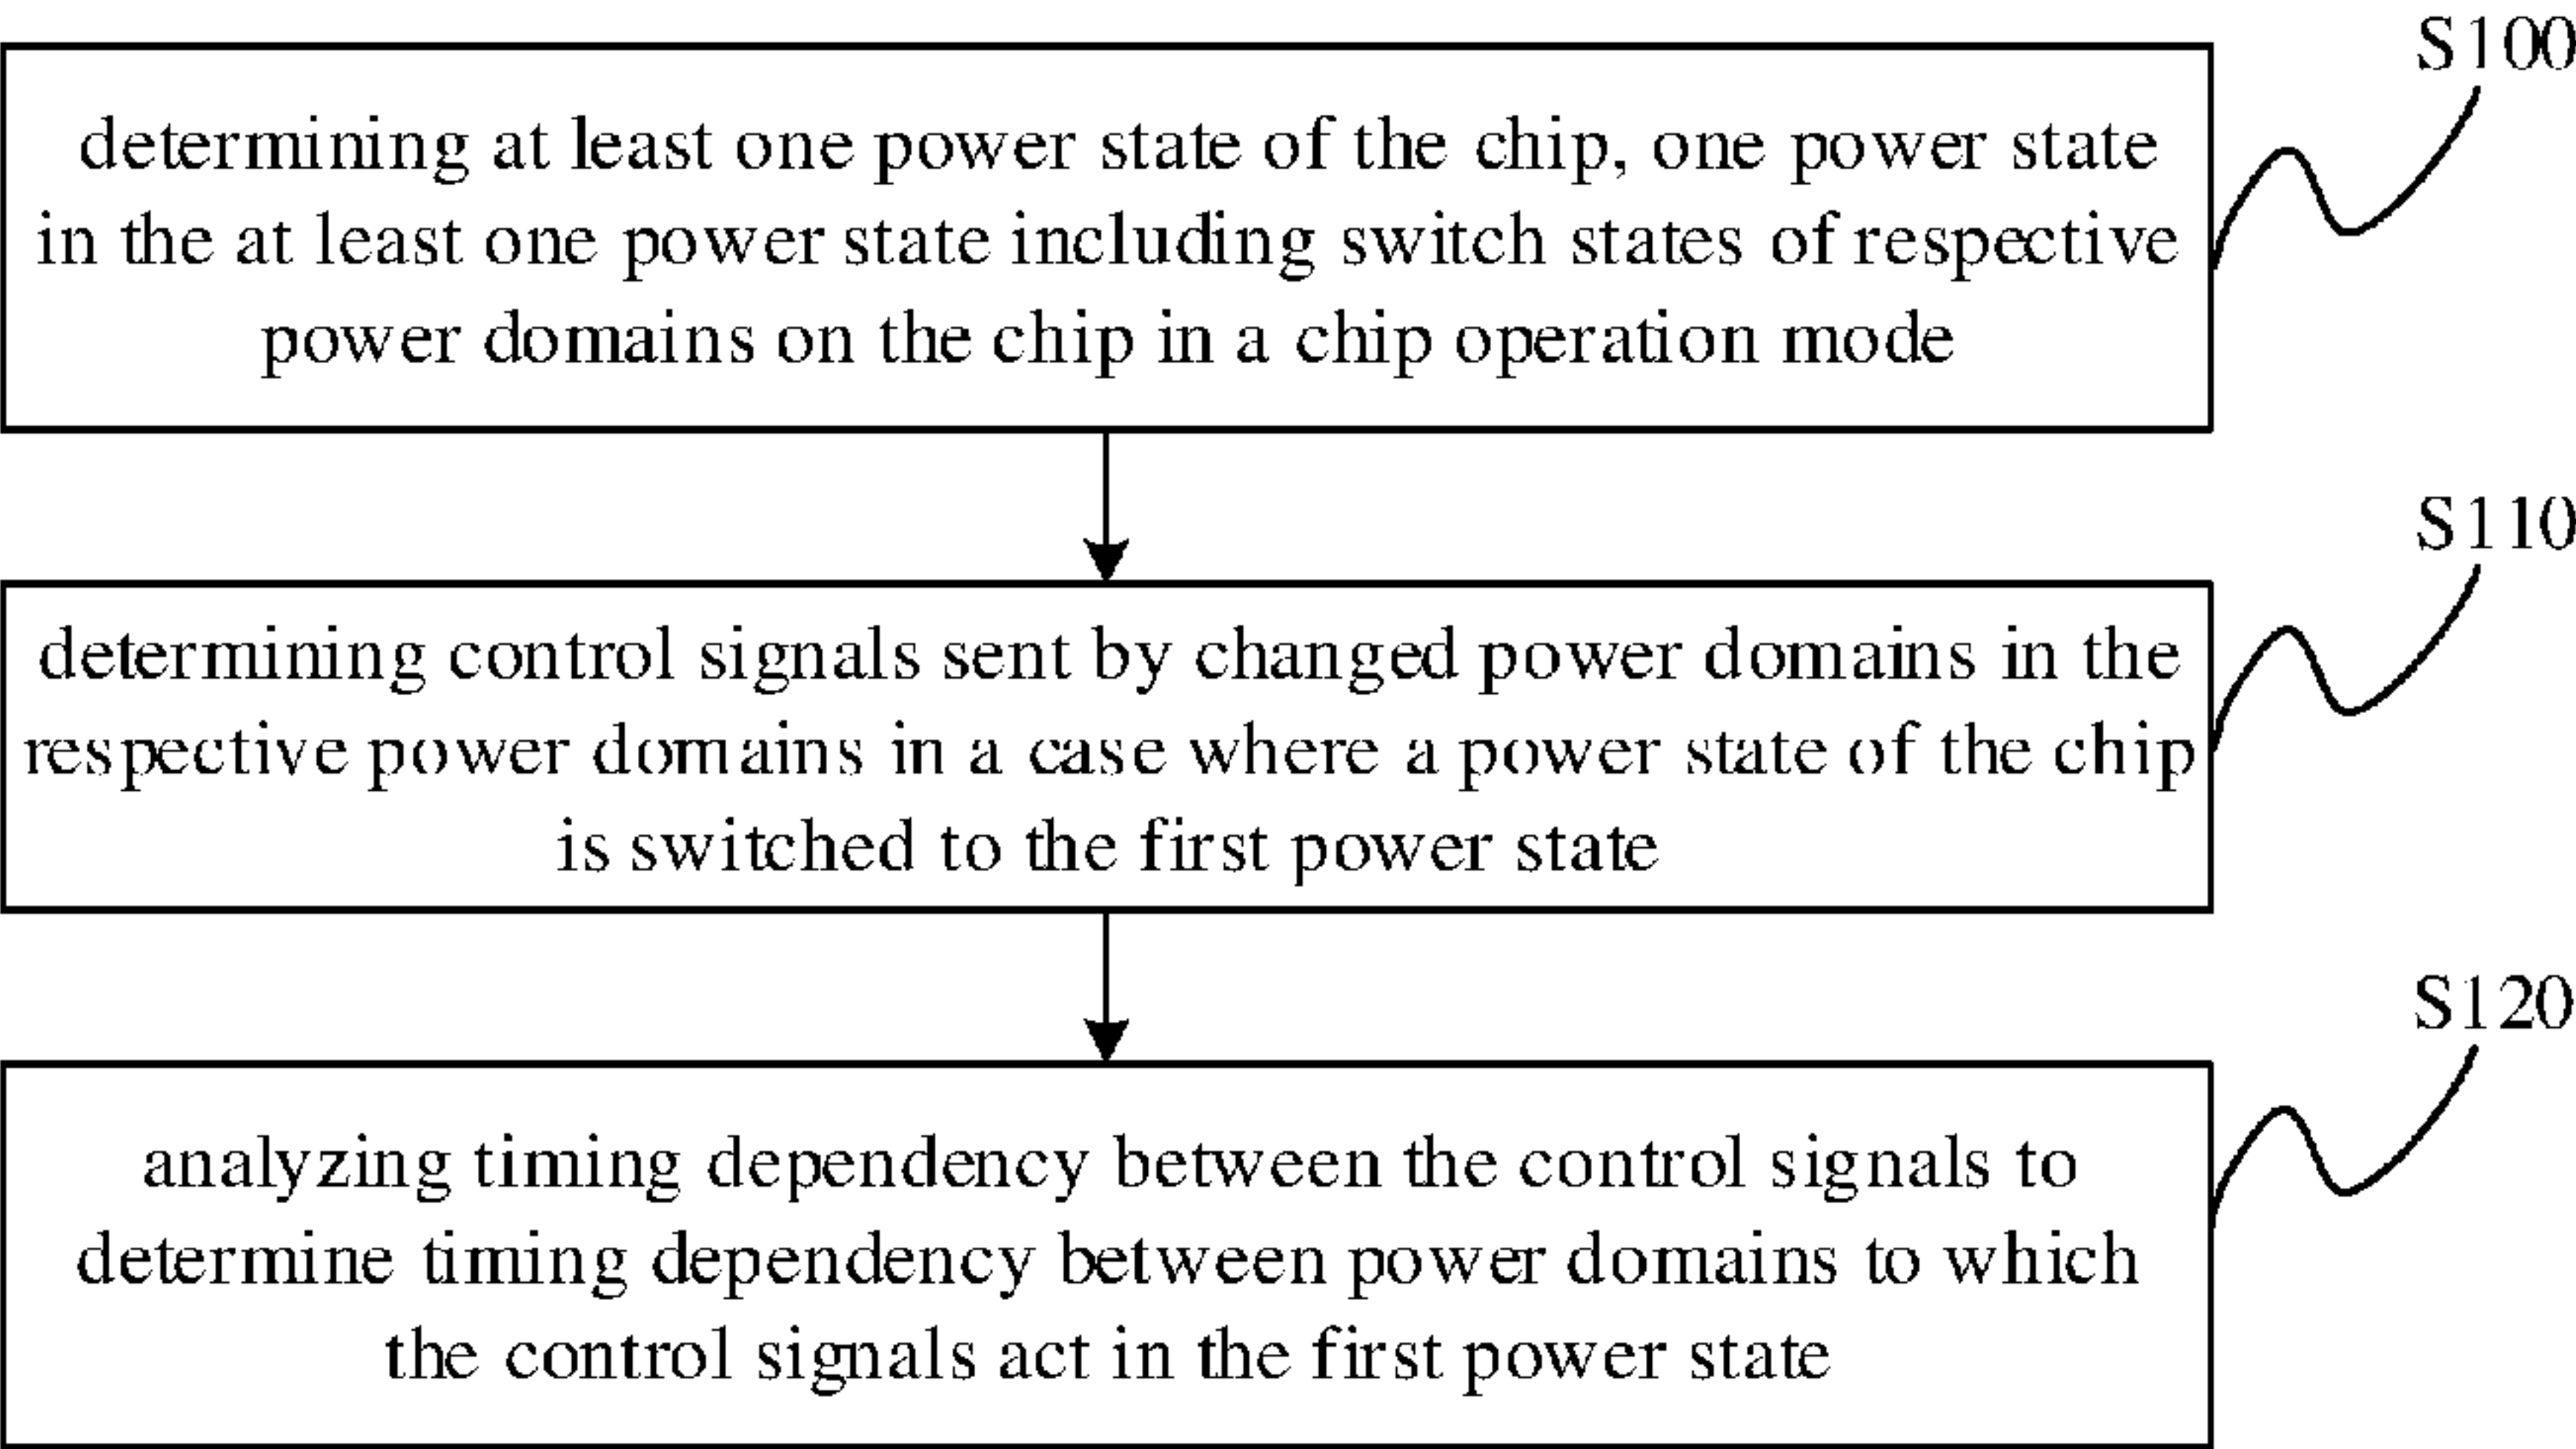 S100
determining at least one power state of the chip, one power state
in the at least one power state including switch states of respective
power domains on the chip in a chip operation mode
S110
determining control signals sent by changed power domains in the
respective power domains in a case where a power state of the chip
is switched to the first power state
S120
analyzing timing dependency between the control signals to
determine timing dependency between power domains to which
the control signals act in the first power state